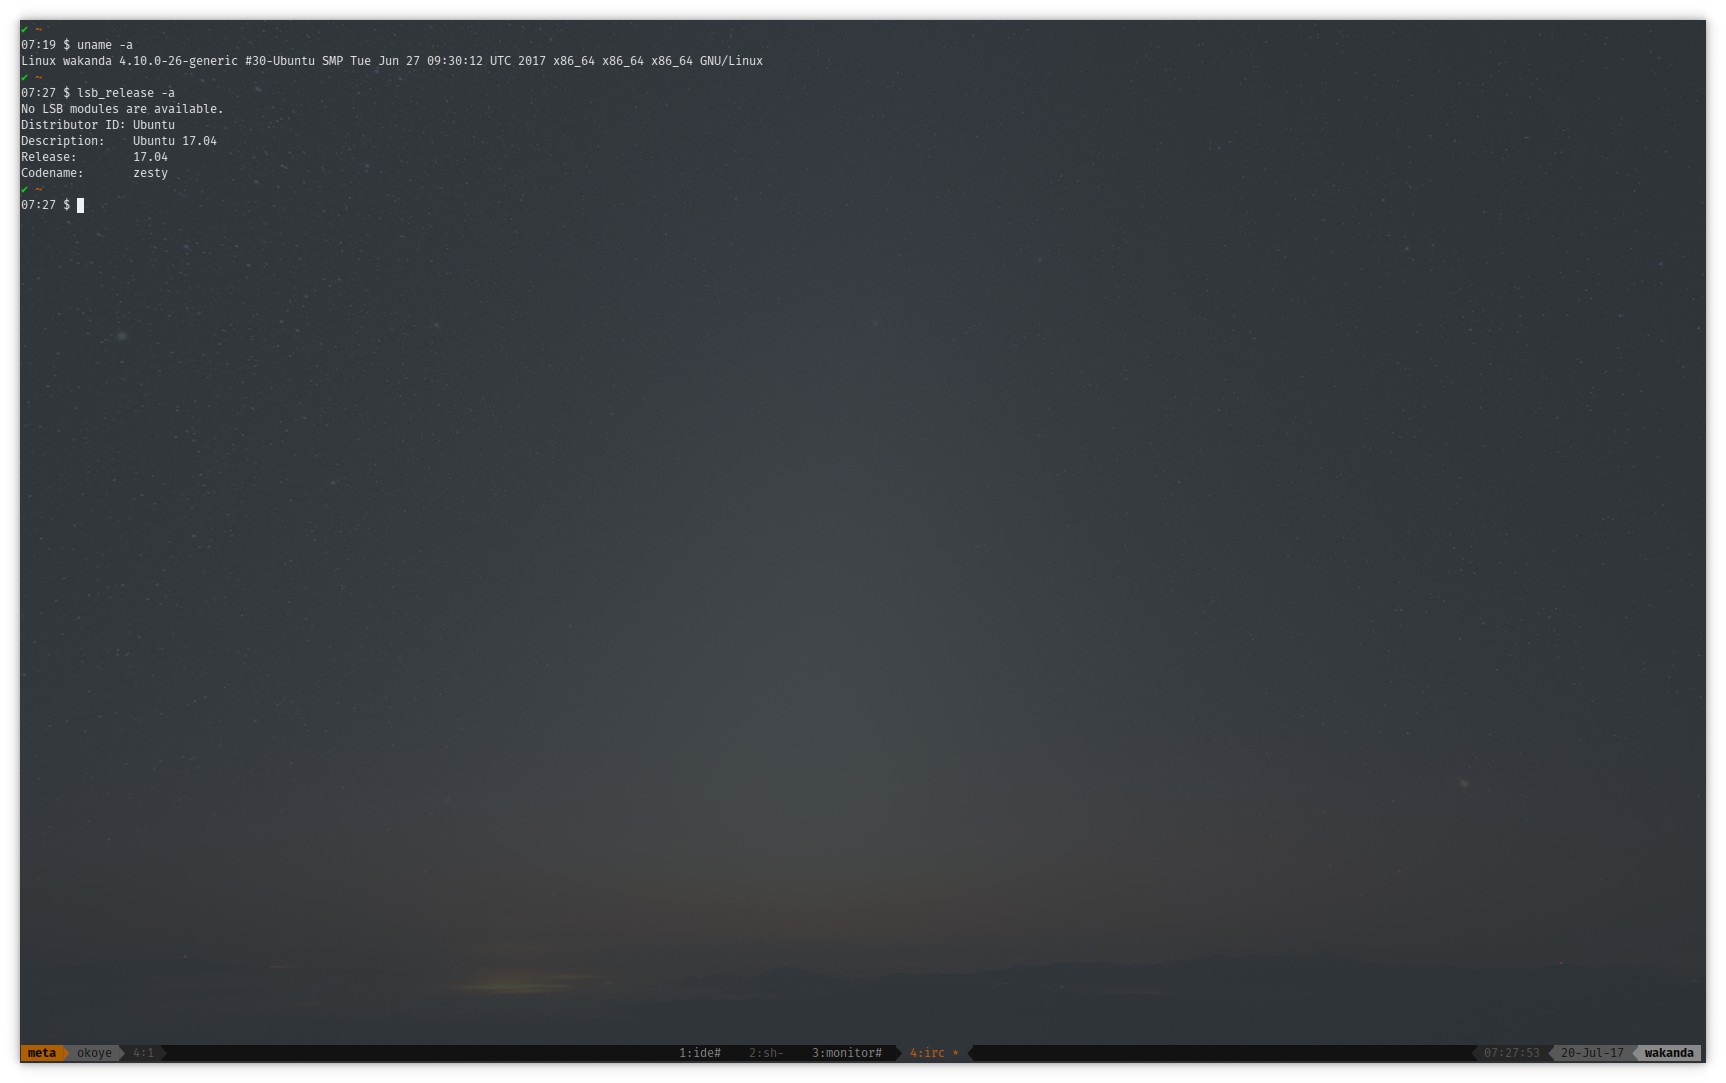 ✔ ~
07:19 $ uname -a
Linux wakanda 4.10.0-26-generic #30-Ubuntu SMP Tue Jun 27 09:30:12 UTC 2017 x86_64 x86_64 x86_64 GNU/Linux
✔ ~
07:27 $ lsb_release -a
No LSB modules are available.
Distributor ID: Ubuntu
Description:    Ubuntu 17.04
Release:        17.04
Codename:       zesty
✔ ~
07:27 $
meta okoye 4:1 1:ide# 2:sh- 3:monitor# 4:irc * 07:27:53 20-Jul-17 wakanda